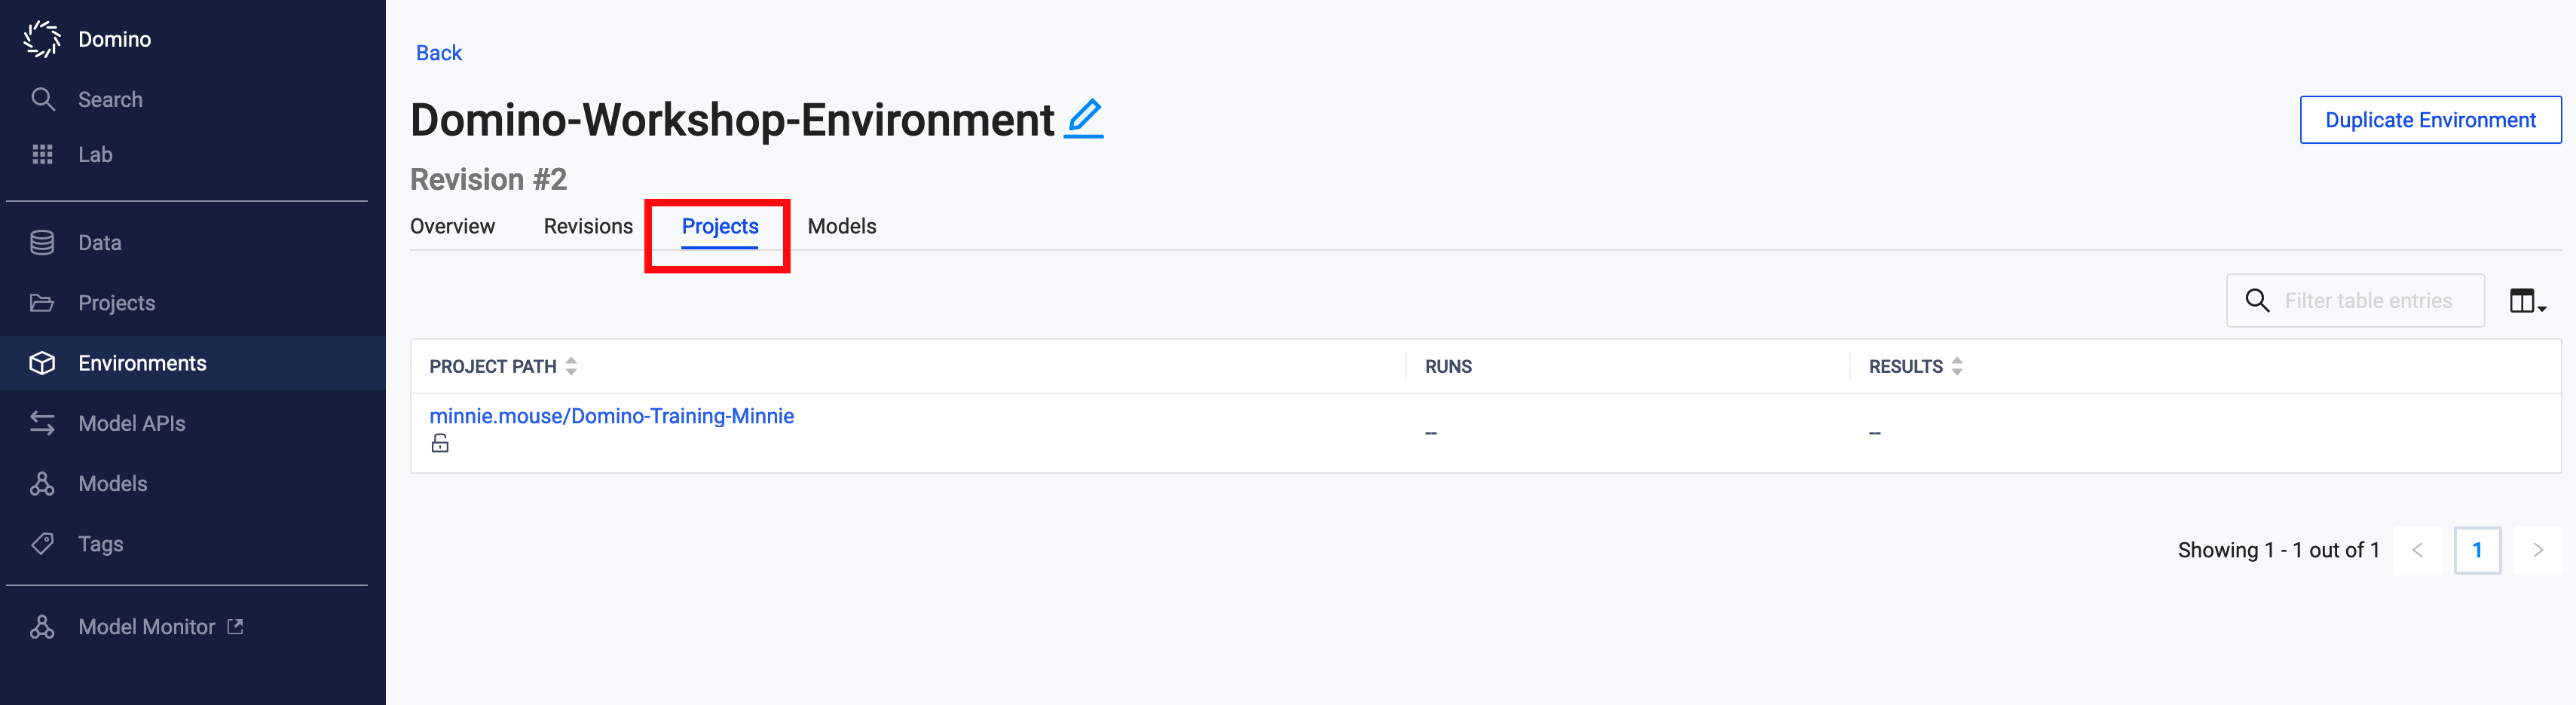 Domino
Search
Lab
Data
Projects
Environments
Model APIs
Models
Tags
Model Monitor
Back
Domino-Workshop-Environment
Duplicate Environment
Revision #2
Overview Revisions Projects Models
Filter table entries
PROJECT PATH RUNS RESULTS
minnie.mouse/Domino-Training-Minnie
-- --
Showing 1 - 1 out of 1 < 1 >